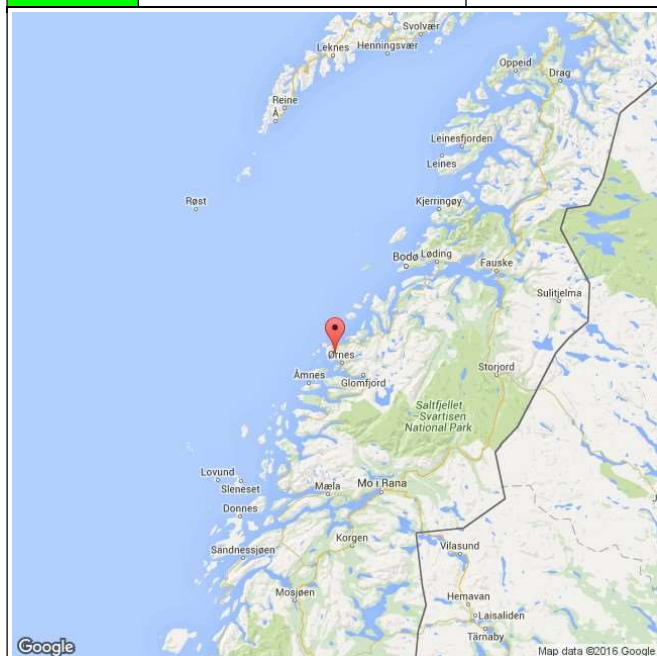 Svolvær
Leknes
Henningsvær
Oppeid
Drag
Reine
Å
Leinesfjorden
Leines
Røst
Kjerringøy
Bodø
Løding
Fauske
Sulitjelma
Ørnes
Åmnes
Glomfjord
Storjord
Saltfjellet
Svartisen
National Park
Lovund
Sleneset
Mæla
Mo i Rana
Donnes
Korgen
Sandnessjøen
Vilasund
Mosjøen
Hemavan
Laisaliden
Tärnaby
Google
Map data ©2016 Google